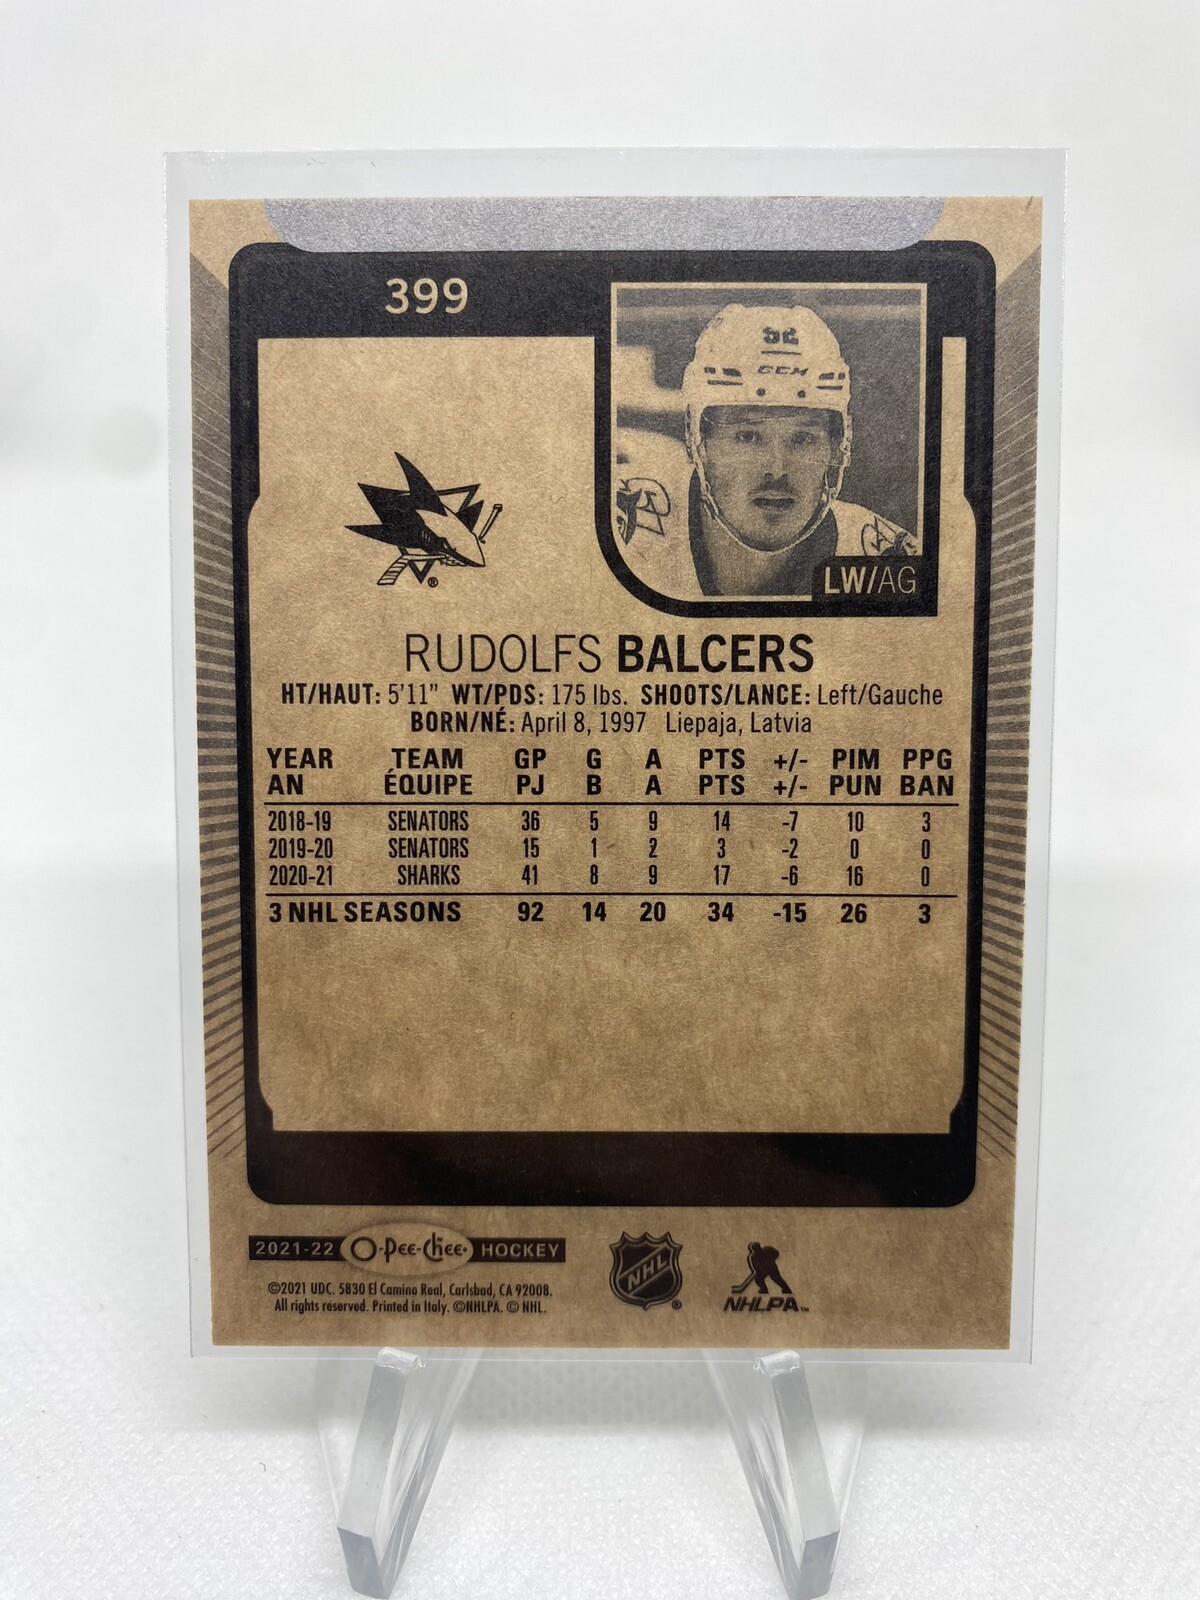 399
92
CCM
LW/AG
RUDOLFS BALCERS
HT/HAUT: 5'11" WT/PDS: 175 lbs. SHOOTS/LANCE: Left/Gauche
BORN/NÉ: April 8, 1997 Liepaja, Latvia
YEAR TEAM GP G A PTS +/- PIM PPG
AN ÉQUIPE PJ B A PTS +/- PUN BAN
2018-19 SENATORS 36 5 9 14 -7 10 3
2019-20 SENATORS 15 1 2 3 -2 0 0
2020-21 SHARKS 41 8 9 17 -6 16 0
3 NHL SEASONS 92 14 20 34 -15 26 3
2021-22 O-Pee-Chee HOCKEY
©2021 UDC. 5830 El Camino Real, Carlsbad, CA 92008.
All rights reserved. Printed in Italy. ©NHLPA. © NHL.
NHL ®
NHLPA™